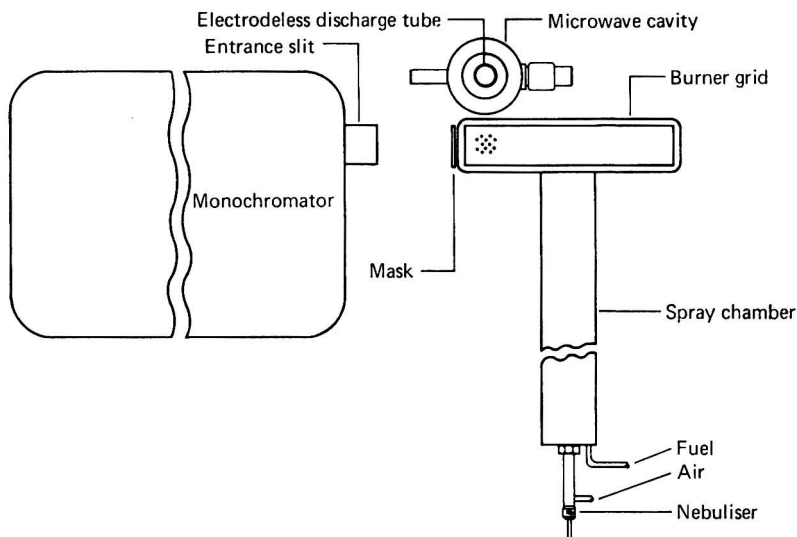 Electrodeless discharge tube
Microwave cavity
Entrance slit
Burner grid
Monochromator
Mask
Spray chamber
Fuel
Air
Nebuliser